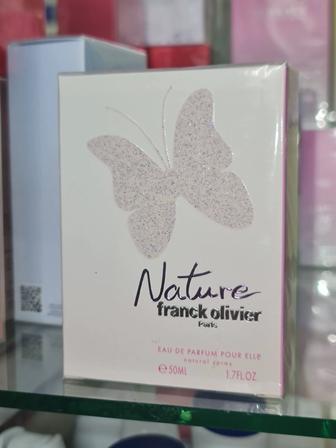 Nature
franck olivier
Paris
EAU DE PARFUM POUR ELLE
natural spray
℮50ML 1.7FL.OZ